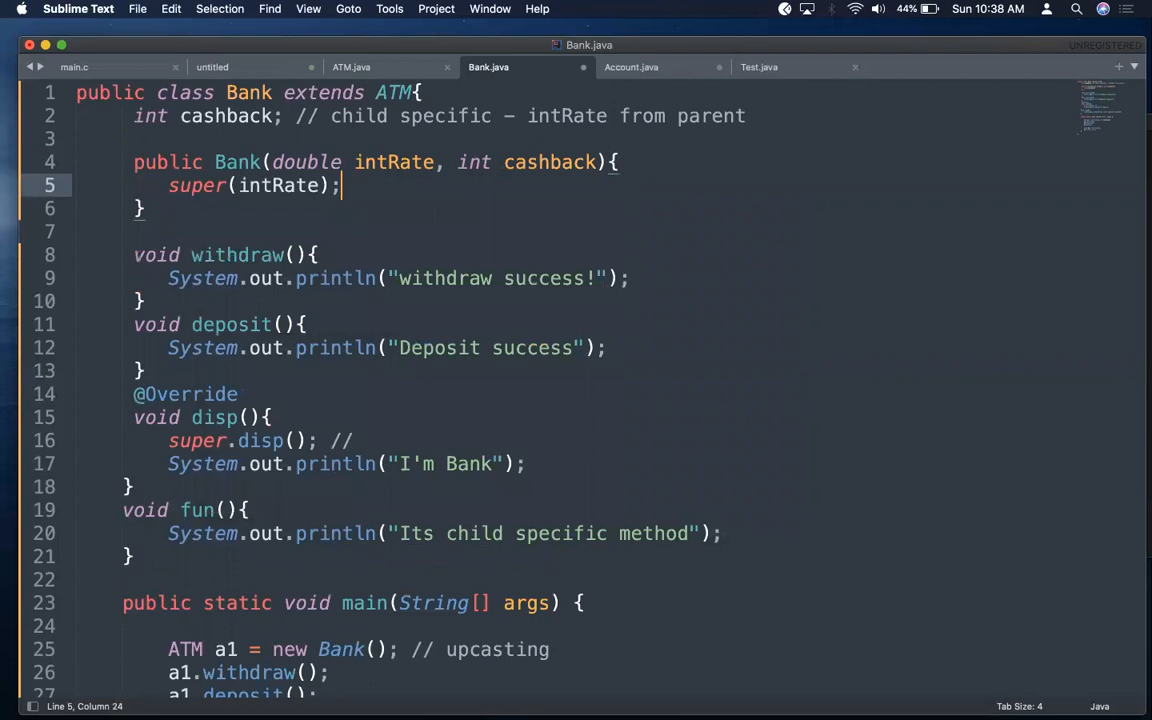 Sublime Text File Edit Selection Find View Goto Tools Project Window Help 44% Sun 10:38 AM
Bank.java UNREGISTERED
main.c untitled ATM.java Bank.java Account.java Test.java
1 public class Bank extends ATM{
2 int cashback; // child specific - intRate from parent
3
4 public Bank(double intRate, int cashback){
5 super(intRate);
6 }
7
8 void withdraw(){
9 System.out.println("withdraw success!");
10 }
11 void deposit(){
12 System.out.println("Deposit success");
13 }
14 @Override
15 void disp(){
16 super.disp(); //
17 System.out.println("I'm Bank");
18 }
19 void fun(){
20 System.out.println("Its child specific method");
21 }
22
23 public static void main(String[] args) {
24
25 ATM a1 = new Bank(); // upcasting
26 a1.withdraw();
27 a1.deposit();
Line 5, Column 24 Tab Size: 4 Java